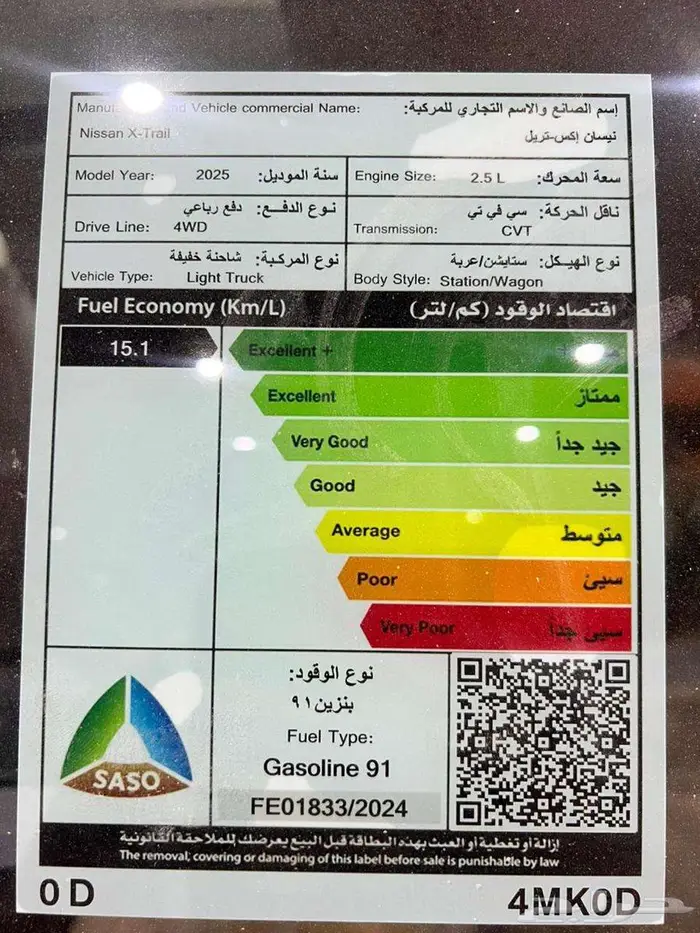 Vehicle commercial Name: إسم الصانع والاسم التجاري للمركبة:
Nissan X-Trail نيسان إكس-تريل
Model Year: 2025 سنة الموديل:
Engine Size: 2.5 L سعة المحرك:
Drive Line: دفع رباعي نوع الدفع:
4WD
Transmission: سي في تي ناقل الحركة:
CVT
Vehicle Type: شاحنة خفيفة نوع المركبة:
Light Truck
Body Style: ستايشن/عربة نوع الهيكل:
Station/Wagon
Fuel Economy (Km/L) اقتصاد الوقود (كم/لتر)
15.1
Excellent +
Excellent ممتاز
Very Good جيد جداً
Good جيد
Average متوسط
Poor سيئ
Very Poor سيئ جداً
SASO
نوع الوقود:
بنزين ٩١
Fuel Type:
Gasoline 91
FE01833/2024
إزالة أو تغطية أو العبث بهذه البطاقة قبل البيع يعرضك للملاحقة القانونية
The removal, covering or damaging of this label before sale is punishable by law
0 D 4MK0D